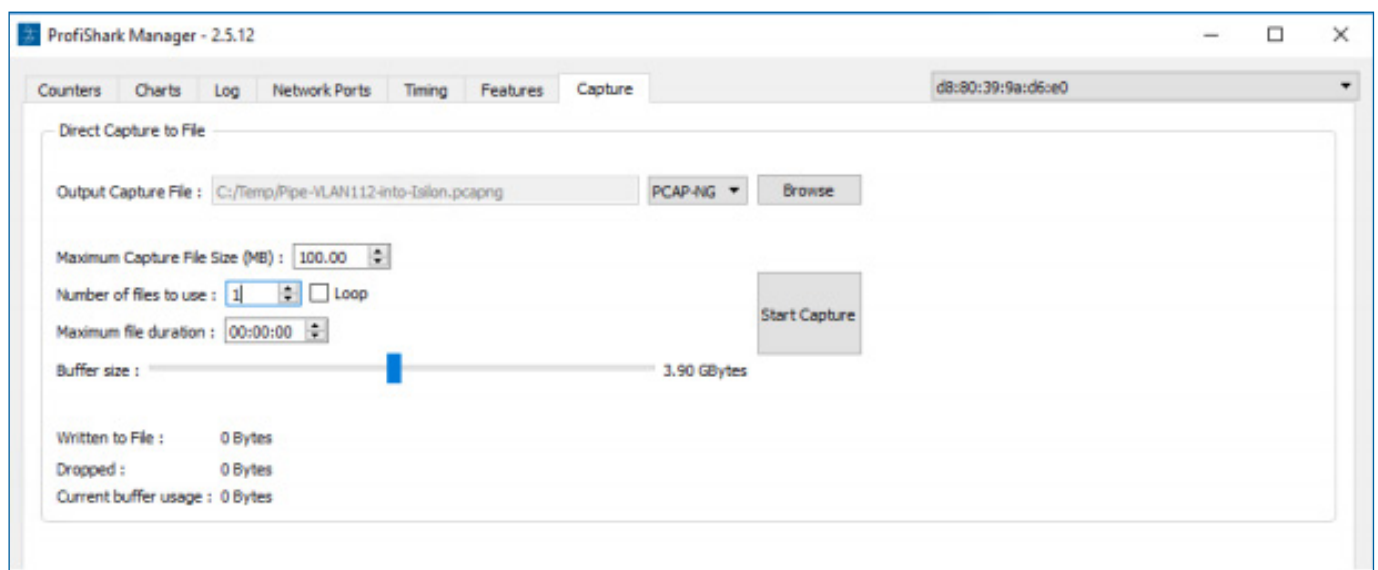 ProfiShark Manager - 2.5.12
Counters Charts Log Network Ports Timing Features Capture d8:80:39:9a:d6:e0
Direct Capture to File
Output Capture File : C:/Temp/Pipe-VLAN112-into-Isilon.pcapng PCAP-NG Browse
Maximum Capture File Size (MB) : 100.00
Number of files to use : 1 Loop
Start Capture
Maximum file duration : 00:00:00
Buffer size : 3.90 GBytes
Written to File : 0 Bytes
Dropped : 0 Bytes
Current buffer usage : 0 Bytes